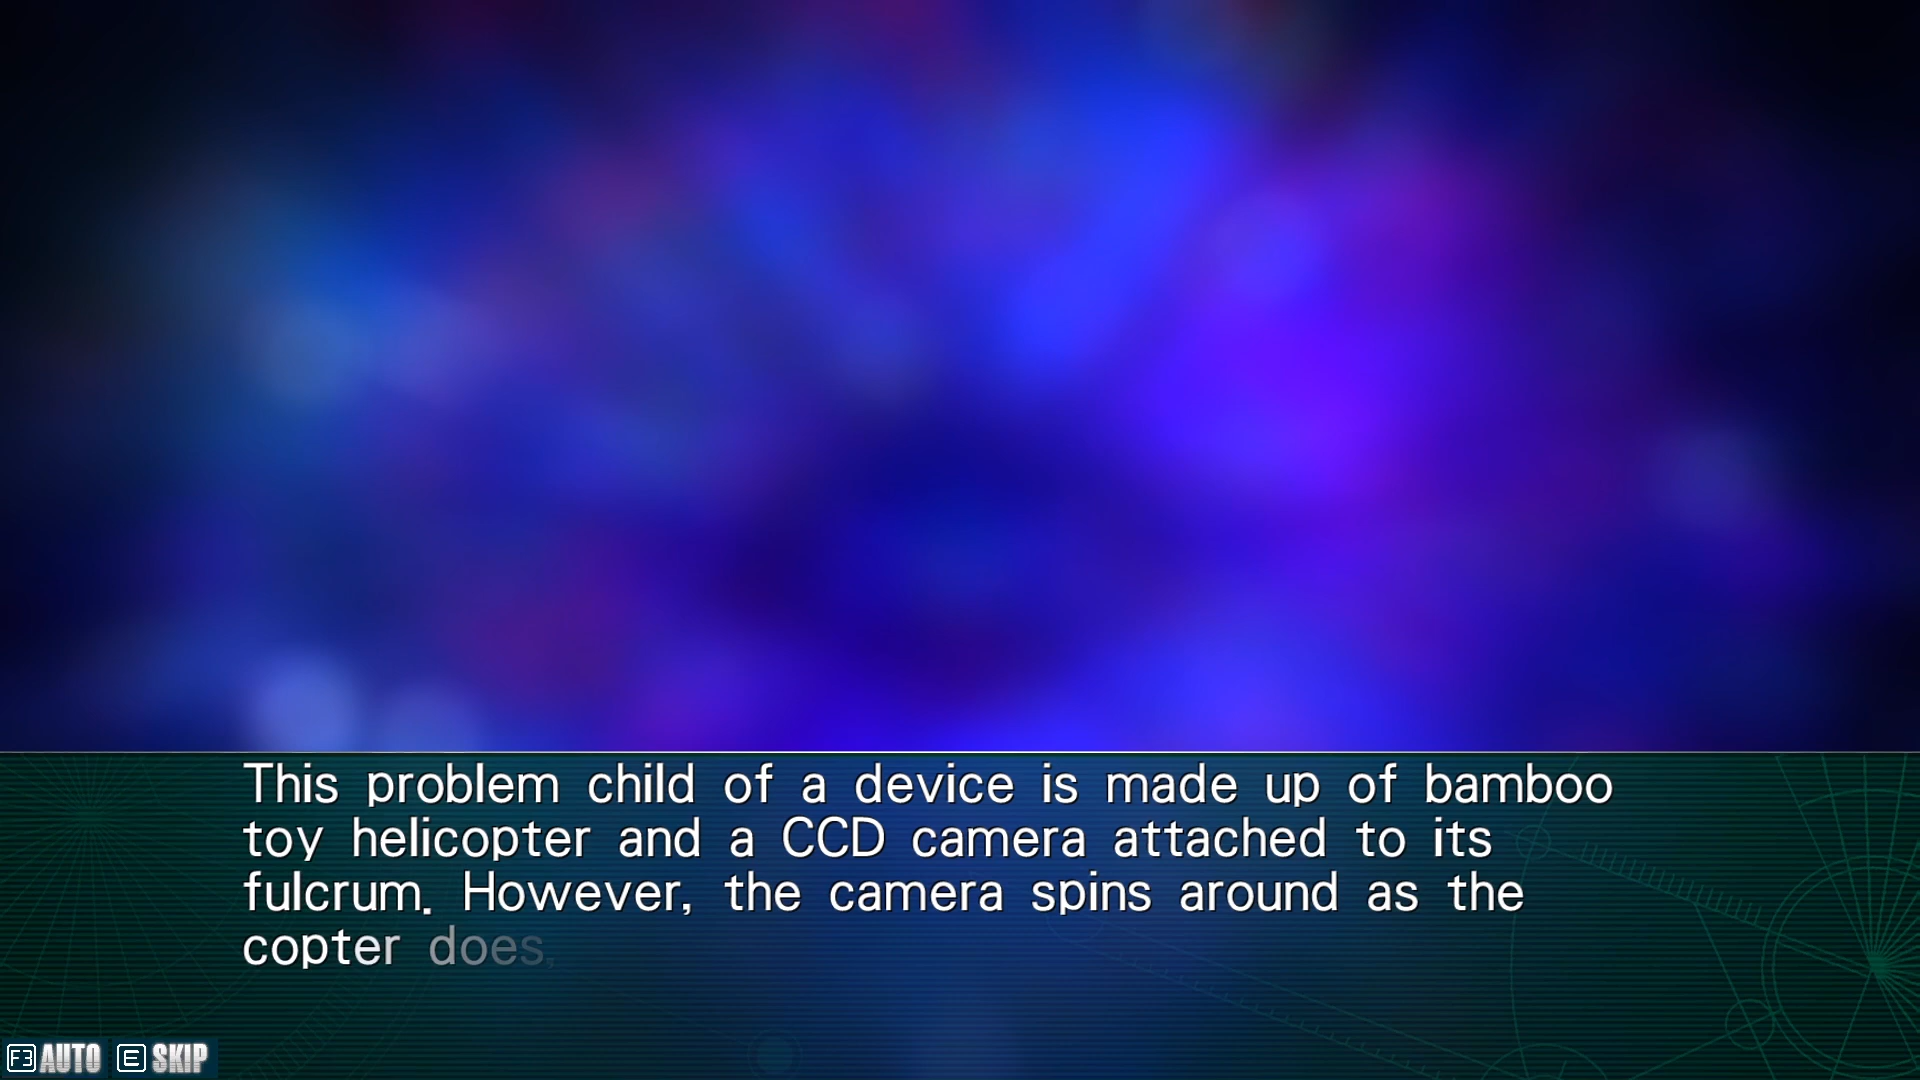 This problem child of a device is made up of bamboo
toy helicopter and a CCD camera attached to its
fulcrum. However, the camera spins around as the
copter does,
F3 AUTO E SKIP